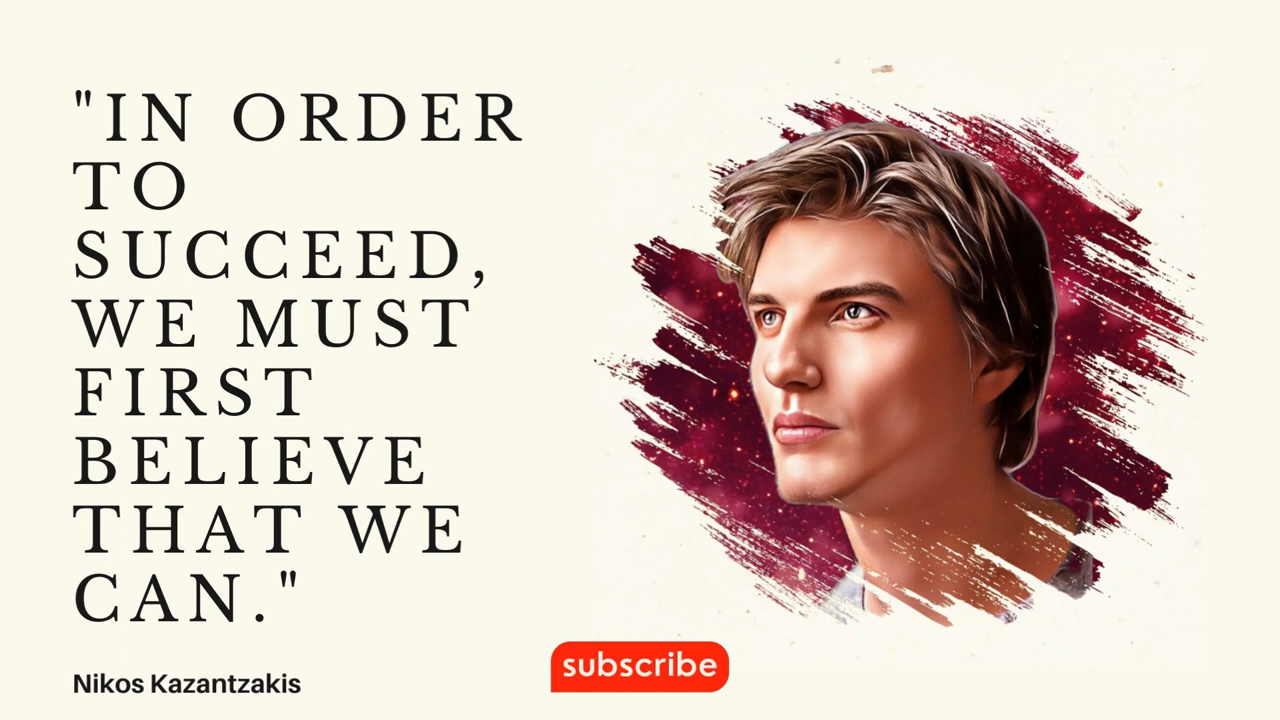 "IN ORDER
TO
SUCCEED,
WE MUST
FIRST
BELIEVE
THAT WE
CAN."
Nikos Kazantzakis
subscribe